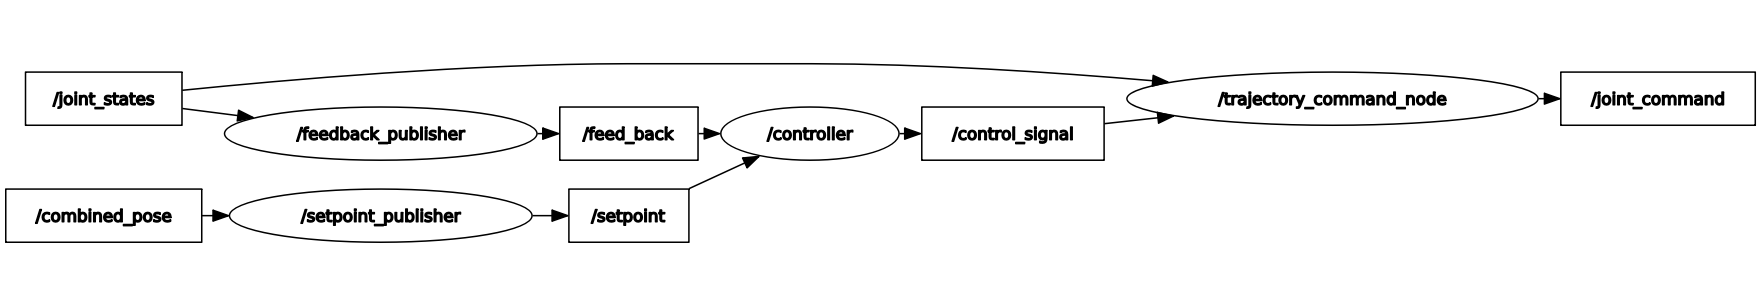 /joint_states
/feedback_publisher
/feed_back
/controller
/control_signal
/trajectory_command_node
/joint_command
/combined_pose
/setpoint_publisher
/setpoint